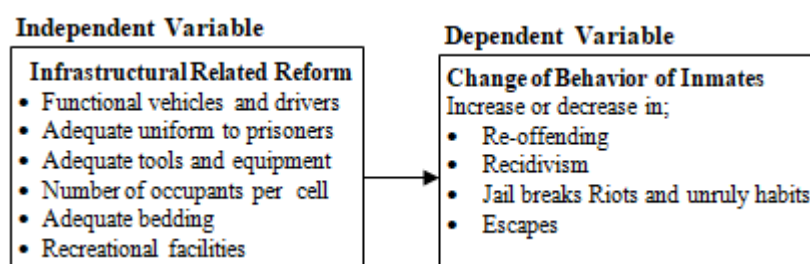 Independent Variable
Infrastructural Related Reform
• Functional vehicles and drivers
• Adequate uniform to prisoners
• Adequate tools and equipment
• Number of occupants per cell
• Adequate bedding
• Recreational facilities
Dependent Variable
Change of Behavior of Inmates
Increase or decrease in;
• Re-offending
• Recidivism
• Jail breaks Riots and unruly habits
• Escapes